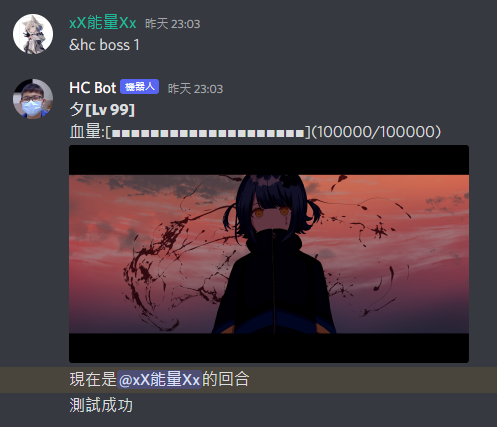 xX能量Xx 昨天 23:03
&hc boss 1
HC Bot 機器人 昨天 23:03
夕[Lv 99]
血量:[■■■■■■■■■■■■■■■■■■■■](100000/100000)
現在是@xX能量Xx的回合
測試成功